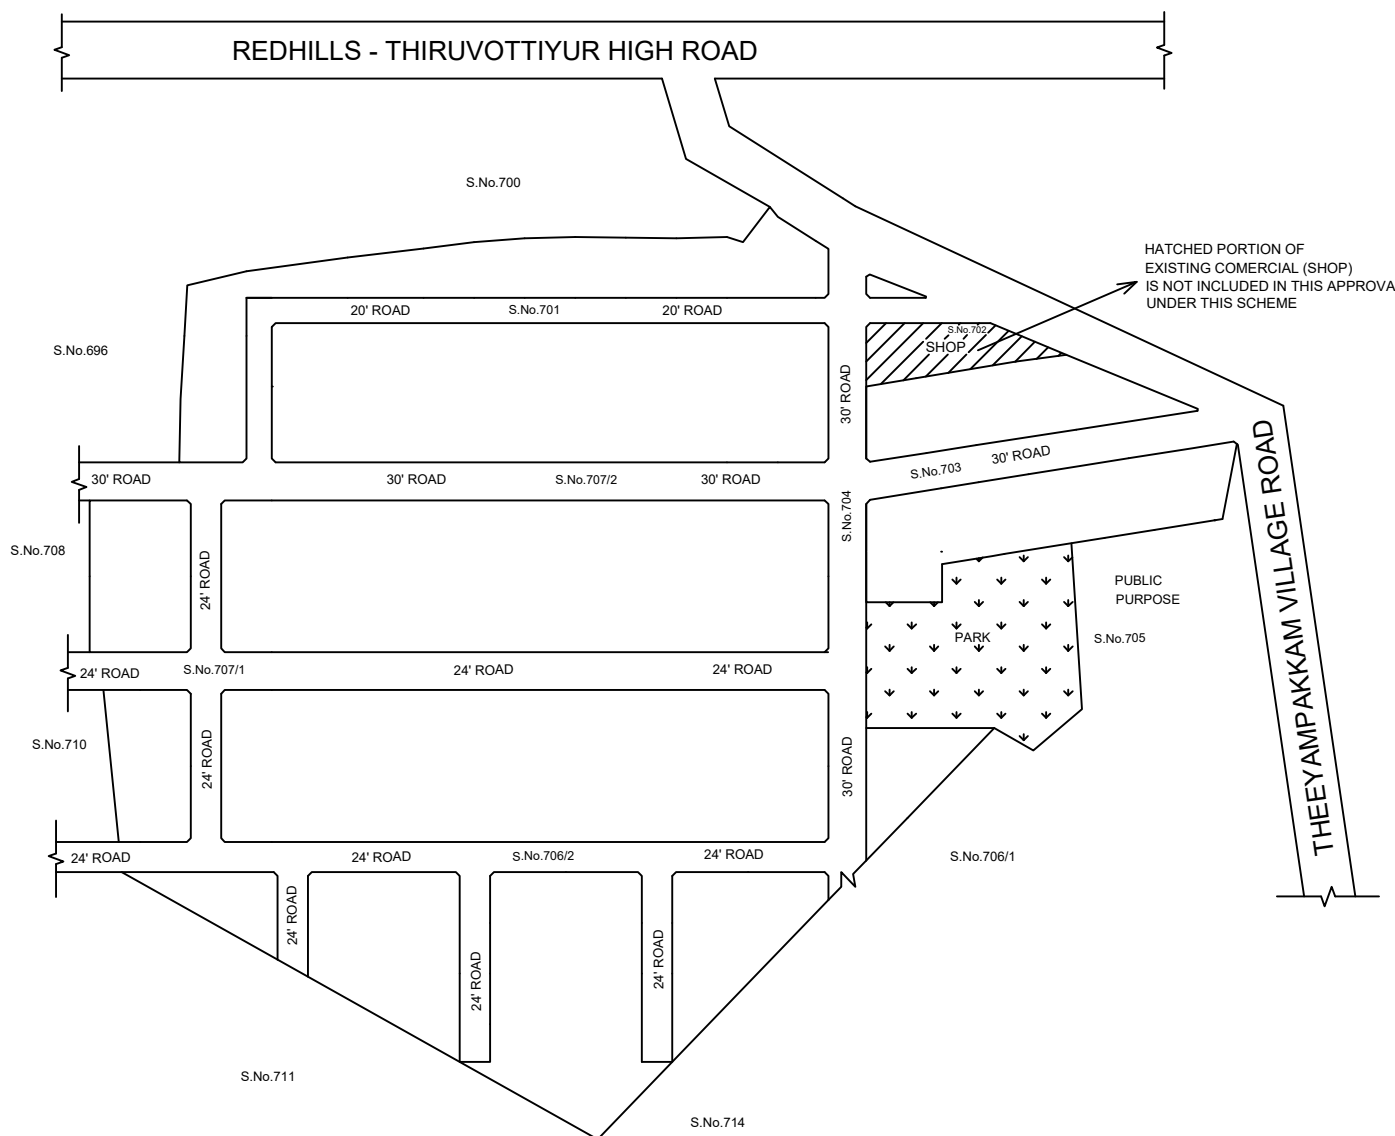 REDHILLS - THIRUVOTTIYUR HIGH ROAD
S.No.700
HATCHED PORTION OF
EXISTING COMERCIAL (SHOP)
IS NOT INCLUDED IN THIS APPROVA
UNDER THIS SCHEME
20' ROAD
S.No.701
20' ROAD
S.No.702
SHOP
S.No.696
30' ROAD
30' ROAD
S.No.703
30' ROAD
30' ROAD
S.No.707/2
30' ROAD
S.No.704
THEEYAMPAKKAM VILLAGE ROAD
S.No.708
24' ROAD
PUBLIC
PURPOSE
PARK
S.No.705
24' ROAD
S.No.707/1
24' ROAD
24' ROAD
S.No.710
24' ROAD
30' ROAD
24' ROAD
24' ROAD
S.No.706/2
24' ROAD
S.No.706/1
24' ROAD
24' ROAD
24' ROAD
S.No.711
S.No.714